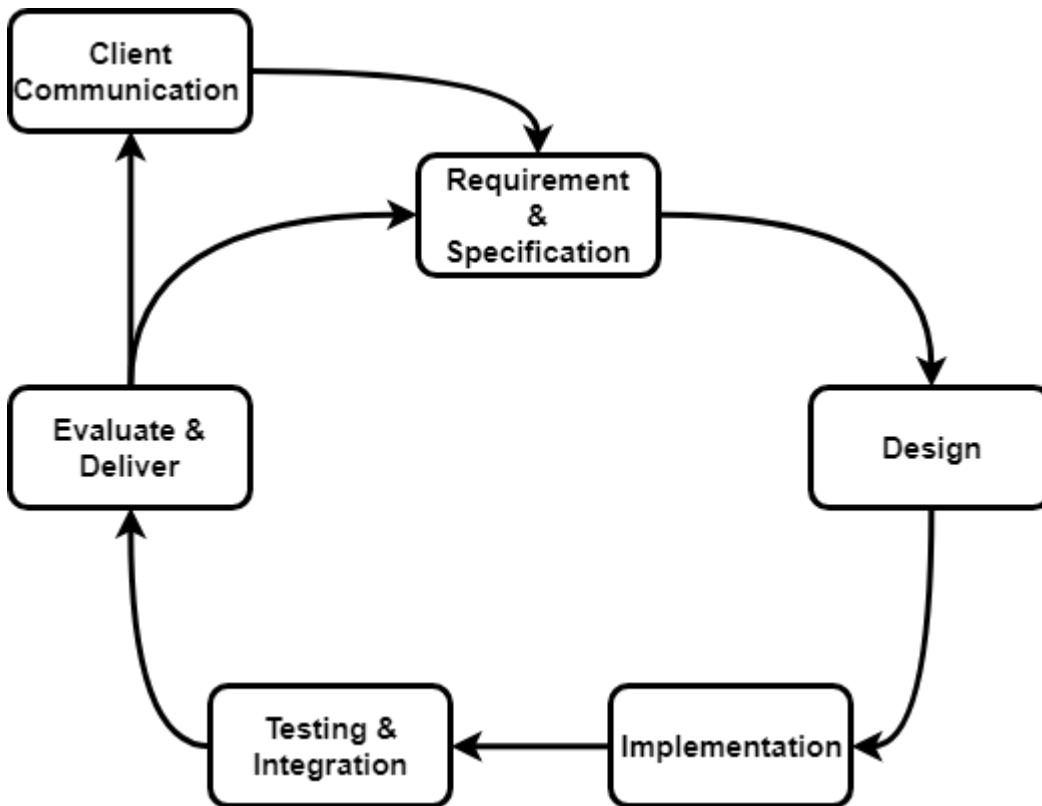 Client
Communication
Requirement
&
Specification
Evaluate &
Deliver
Design
Testing &
Integration
Implementation